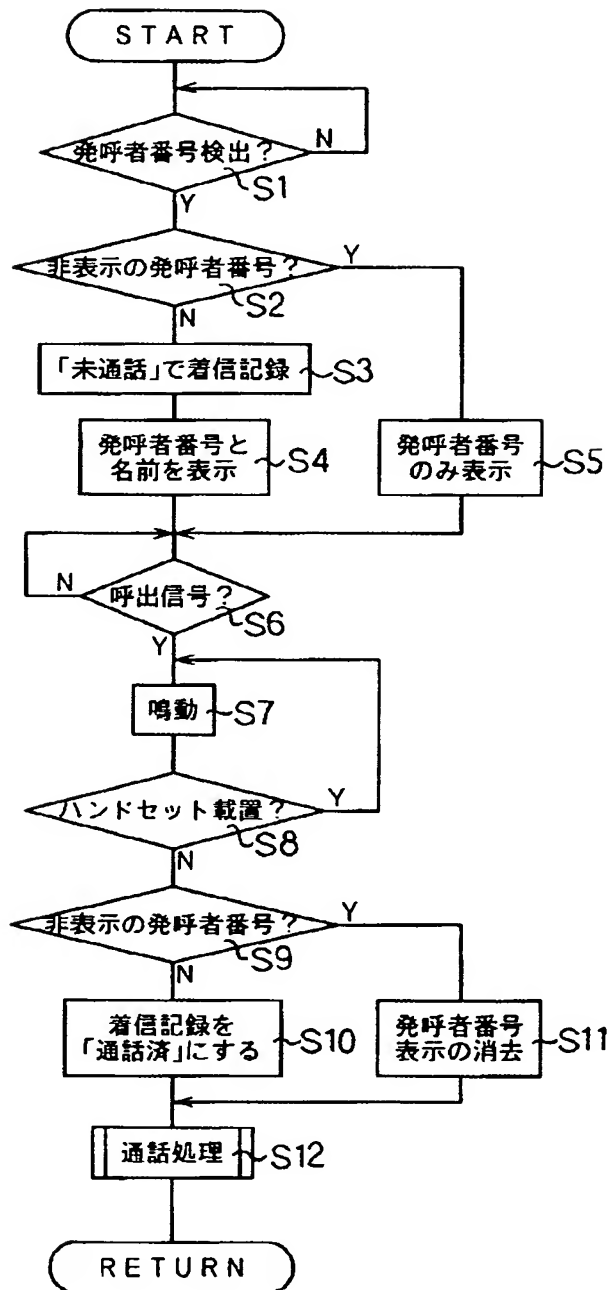 START
発呼者番号検出?
N
S1
Y
非表示の発呼者番号?
Y
S2
N
「未通話」で着信記録
S3
発呼者番号と
名前を表示
S4
発呼者番号
のみ表示
S5
N
呼出信号?
S6
Y
鳴動
S7
ハンドセット載置?
Y
S8
N
非表示の発呼者番号?
Y
S9
N
着信記録を
「通話済」にする
S10
発呼者番号
表示の消去
S11
通話処理
S12
RETURN